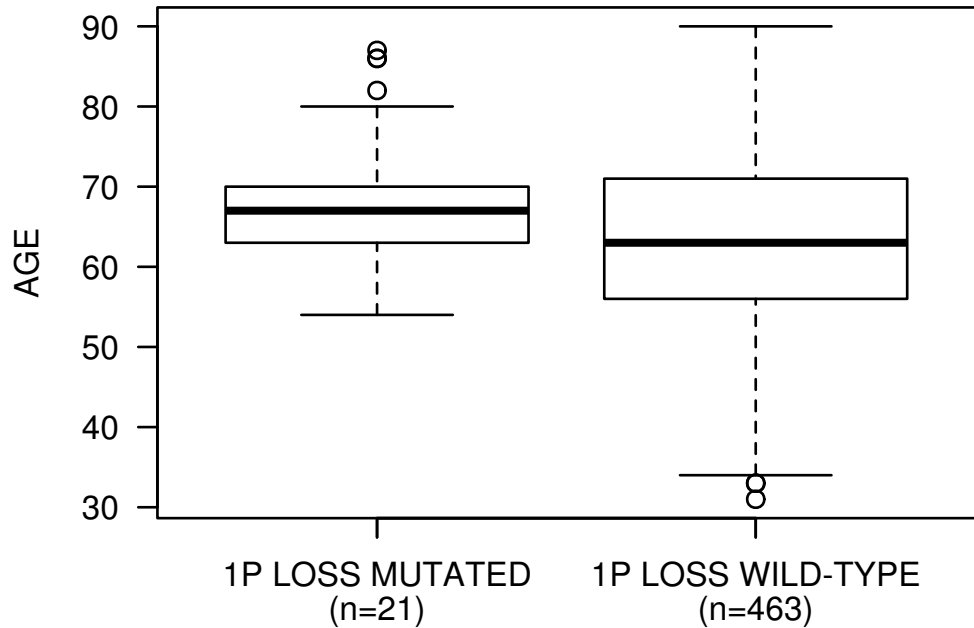 AGE
90
80
70
60
50
40
30
1P LOSS MUTATED
(n=21)
1P LOSS WILD-TYPE
(n=463)